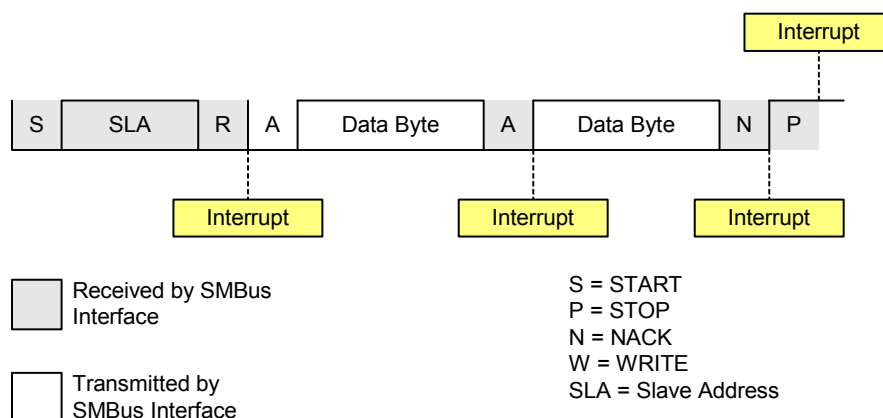 Interrupt
S SLA R A Data Byte A Data Byte N P
Interrupt Interrupt Interrupt
Received by SMBus
Interface
Transmitted by
SMBus Interface
S = START
P = STOP
N = NACK
W = WRITE
SLA = Slave Address